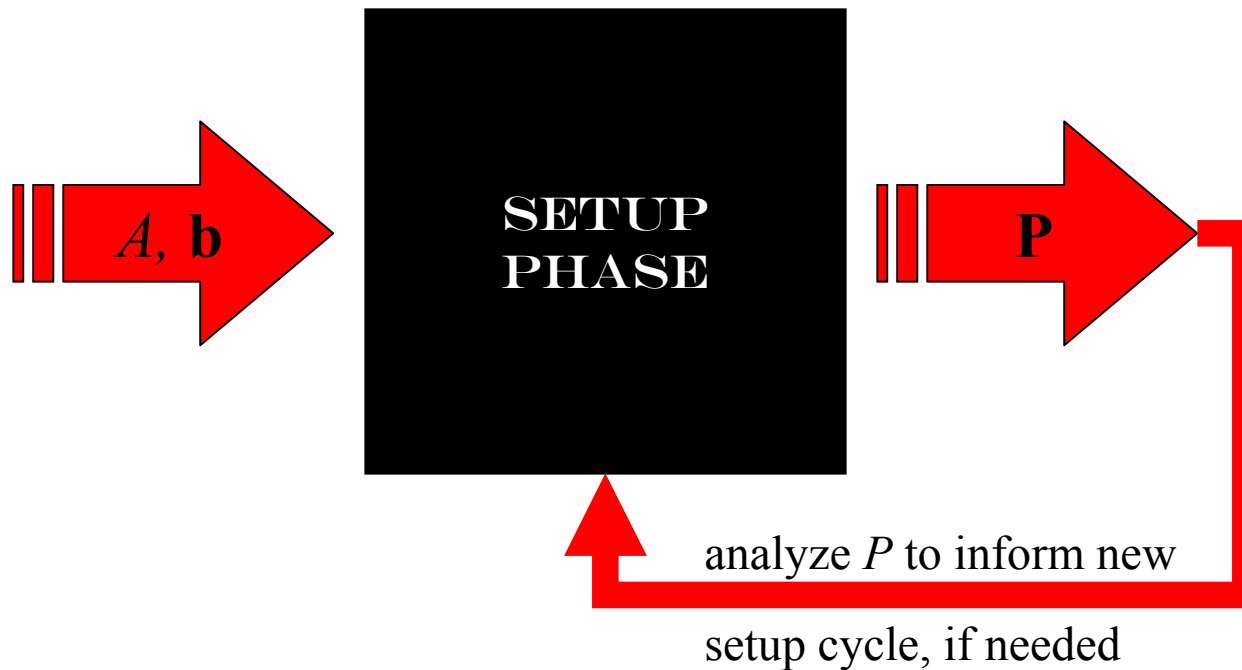 A, b
SETUP
PHASE
P
analyze P to inform new
setup cycle, if needed